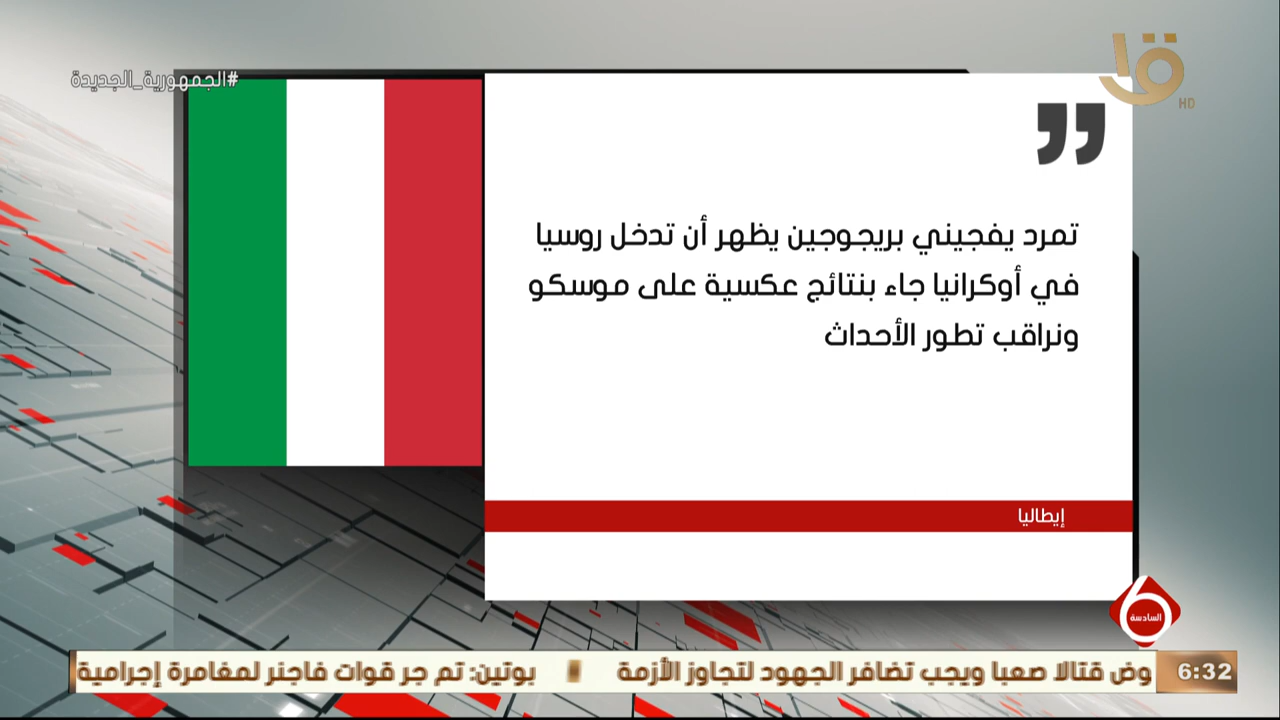 #الجمهورية_الجديدة
HD
تمرد يفجيني بريجوجين يظهر أن تدخل روسيا
في أوكرانيا جاء بنتائج عكسية على موسكو
ونراقب تطور الأحداث
إيطاليا
السادسة
6:32 وض قتالا صعبا ويجب تضافر الجهود لتجاوز الأزمة بوتين: تم جر قوات فاجنر لمغامرة إجرامية